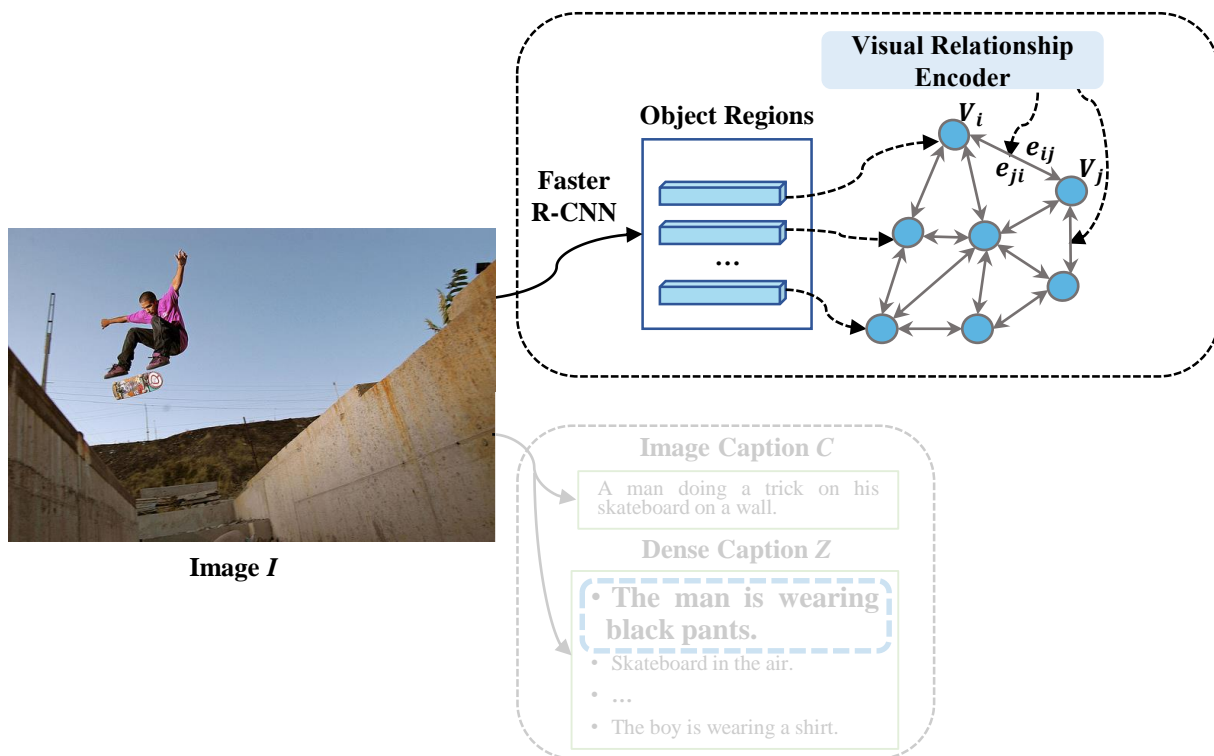 Visual Relationship
Encoder
Object Regions
V_i
e_ij
e_ji
V_j
Faster
R-CNN
...
Image I
Image Caption C
A man doing a trick on his
skateboard on a wall.
Dense Caption Z
• The man is wearing
black pants.
• Skateboard in the air.
• ...
• The boy is wearing a shirt.